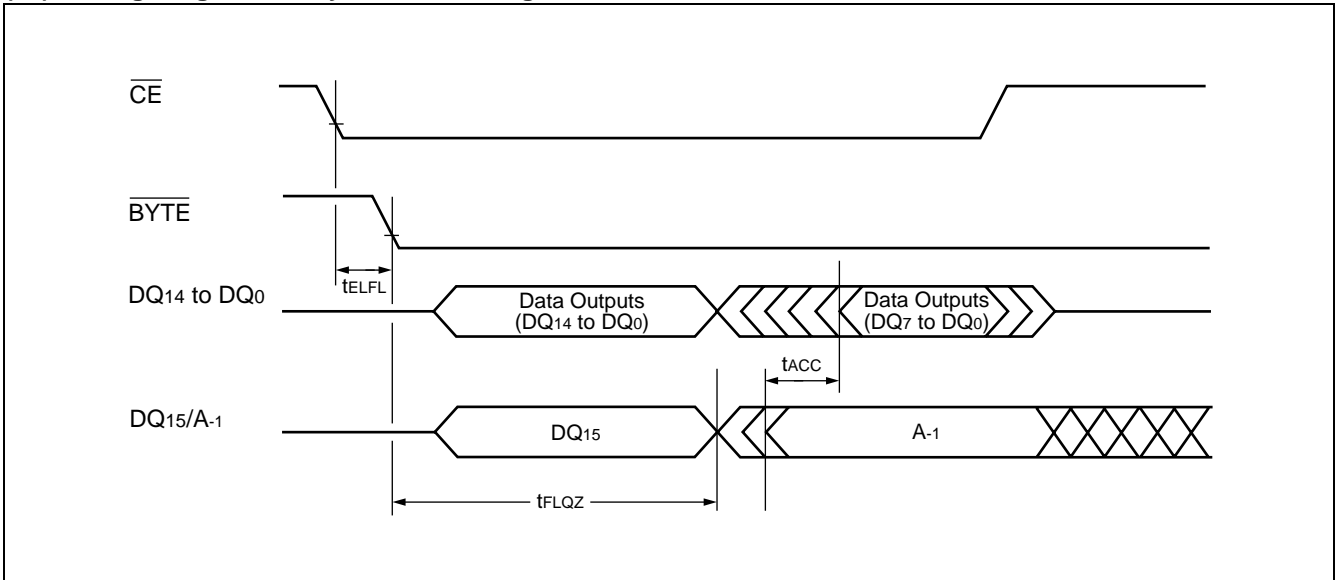 CE
BYTE
tELFL
DQ14 to DQ0
Data Outputs
(DQ14 to DQ0)
Data Outputs
(DQ7 to DQ0)
tACC
DQ15/A-1
DQ15
A-1
tFLQZ